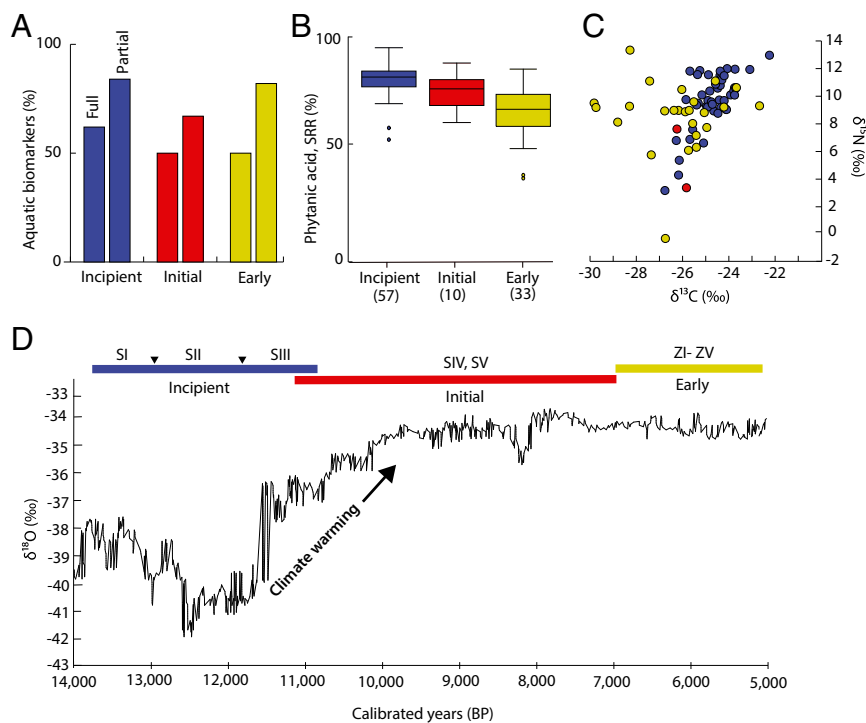 A
Aquatic biomarkers (%)
100
50
0
Full
Partial
Incipient
Initial
Early
B
Phytanic acid, SRR (%)
100
50
0
Incipient
(57)
Initial
(10)
Early
(33)
C
14
12
10
8
6
4
2
0
-2
δ¹⁵N (‰)
-30
-28
-26
-24
-22
δ¹³C (‰)
D
SI
SII
SIII
SIV, SV
ZI- ZV
Incipient
Initial
Early
-33
-34
-35
-36
-37
-38
-39
-40
-41
-43
δ¹⁸O (‰)
Climate warming
14,000
13,000
12,000
11,000
10,000
9,000
8,000
7,000
6,000
5,000
Calibrated years (BP)